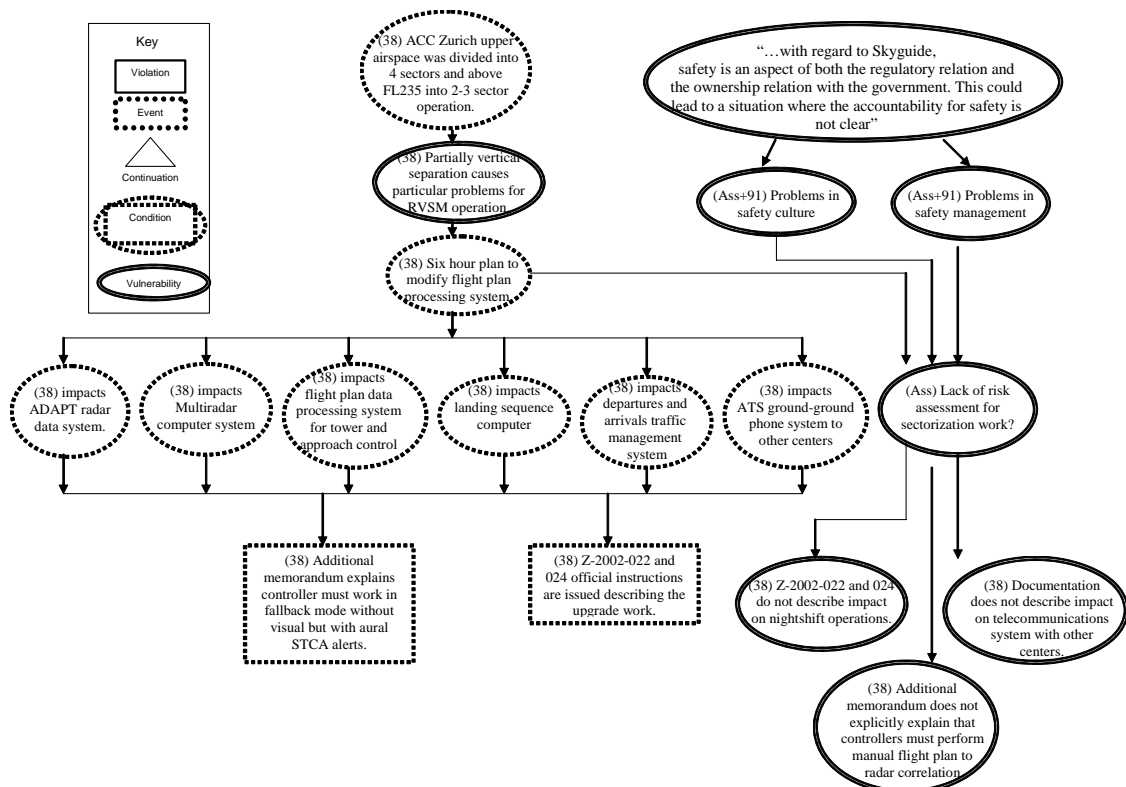 Key
Violation
Event
Continuation
Condition
Vulnerability
(38) ACC Zurich upper
airspace was divided into
4 sectors and above
FL235 into 2-3 sector
operation.
“…with regard to Skyguide,
safety is an aspect of both the regulatory relation and
the ownership relation with the government. This could
lead to a situation where the accountability for safety is
not clear”
(38) Partially vertical
separation causes
particular problems for
RVSM operation
(Ass+91) Problems in
safety culture
(Ass+91) Problems in
safety management
(38) Six hour plan to
modify flight plan
processing system
(38) impacts
ADAPT radar
data system.
(38) impacts
Multiradar
computer system
(38) impacts
flight plan data
processing system
for tower and
approach control
(38) impacts
landing sequence
computer
(38) impacts
departures and
arrivals traffic
management
system
(38) impacts
ATS ground-ground
phone system to
other centers
(Ass) Lack of risk
assessment for
sectorization work?
(38) Additional
memorandum explains
controller must work in
fallback mode without
visual but with aural
STCA alerts.
(38) Z-2002-022 and
024 official instructions
are issued describing the
upgrade work.
(38) Z-2002-022 and 024
do not describe impact
on nightshift operations.
(38) Documentation
does not describe impact
on telecommunications
system with other
centers.
(38) Additional
memorandum does not
explicitly explain that
controllers must perform
manual flight plan to
radar correlation